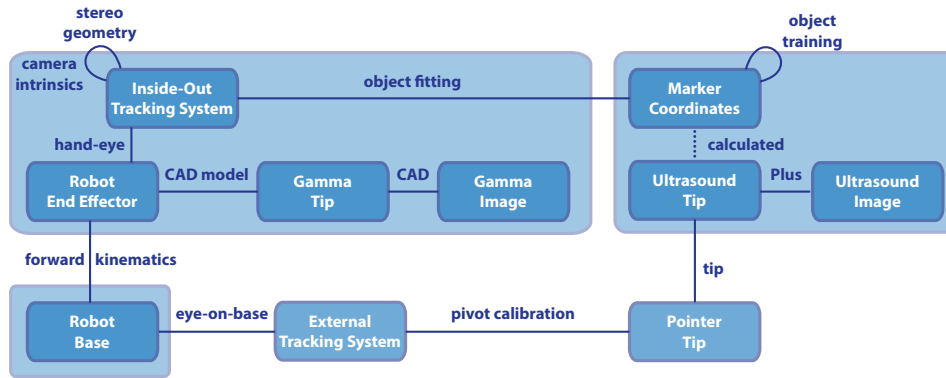 stereo
geometry
camera
intrinsics
object
training
Inside-Out
Tracking System
object fitting
Marker
Coordinates
hand-eye
calculated
Robot
End Effector
CAD model
Gamma
Tip
CAD
Gamma
Image
Ultrasound
Tip
Plus
Ultrasound
Image
forward kinematics
tip
Robot
Base
eye-on-base
External
Tracking System
pivot calibration
Pointer
Tip